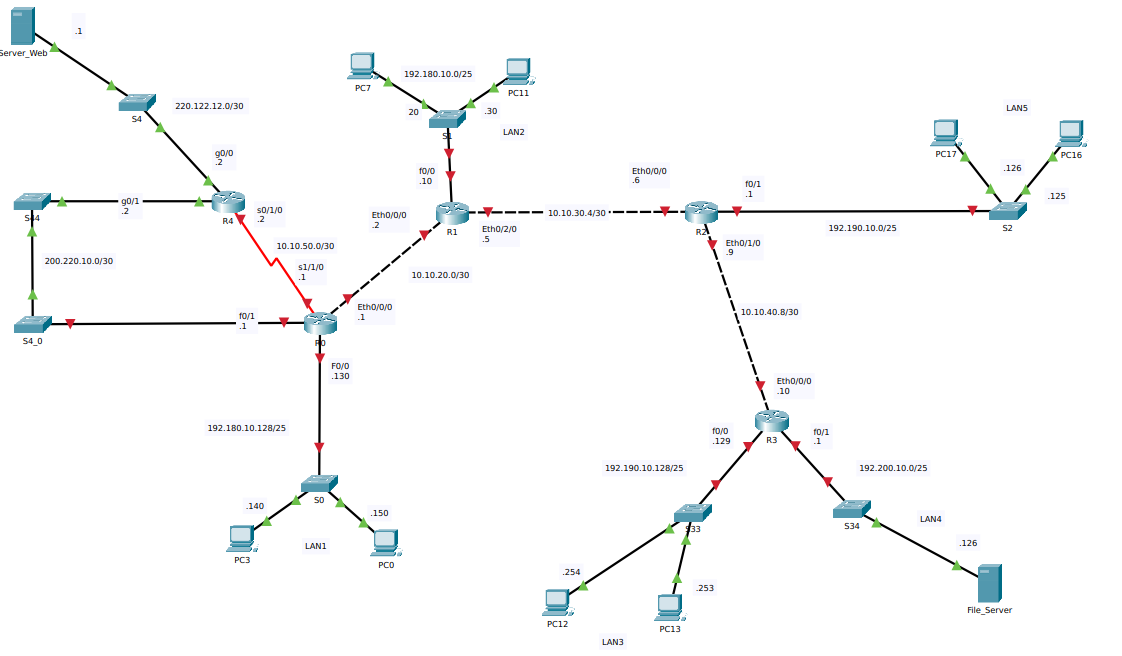 .1
Server_Web
S4
220.122.12.0/30
g0/0
.2
g0/1
.2
R4
s0/1/0
.2
10.10.50.0/30
s1/1/0
.1
200.220.10.0/30
S4_0
f0/1
.1
R0
Eth0/0/0
.1
F0/0
.130
192.180.10.128/25
S0
.140
.150
PC3
LAN1
PC0
PC7
192.180.10.0/25
PC11
20
.30
S1
LAN2
f0/0
.10
Eth0/0/0
.2
R1
Eth0/2/0
.5
10.10.20.0/30
10.10.30.4/30
Eth0/0/0
.6
R2
f0/1
.1
Eth0/1/0
.9
192.190.10.0/25
LAN5
PC17
PC16
.126
.125
S2
10.10.40.8/30
Eth0/0/0
.10
R3
f0/0
.129
f0/1
.1
192.190.10.128/25
192.200.10.0/25
S33
S34
LAN4
.126
File_Server
.254
.253
PC12
PC13
LAN3